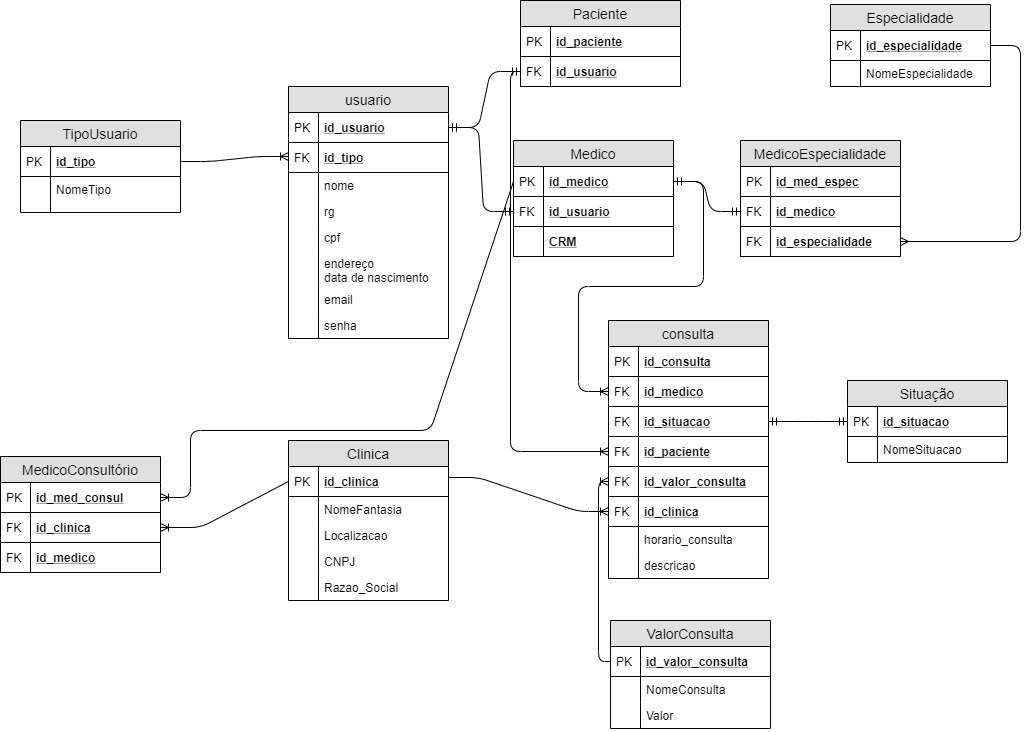 Paciente
PK id_paciente
FK id_usuario
Especialidade
PK id_especialidade
NomeEspecialidade
usuario
PK id_usuario
FK id_tipo
nome
rg
cpf
endereço
data de nascimento
email
senha
TipoUsuario
PK id_tipo
NomeTipo
Medico
PK id_medico
FK id_usuario
CRM
MedicoEspecialidade
PK id_med_espec
FK id_medico
FK id_especialidade
consulta
PK id_consulta
FK id_medico
FK id_situacao
FK id_paciente
FK id_valor_consulta
FK id_clinica
horario_consulta
descricao
Situação
PK id_situacao
NomeSituacao
MedicoConsultório
PK id_med_consul
FK id_clinica
FK id_medico
Clinica
PK id_clinica
NomeFantasia
Localizacao
CNPJ
Razao_Social
ValorConsulta
PK id_valor_consulta
NomeConsulta
Valor